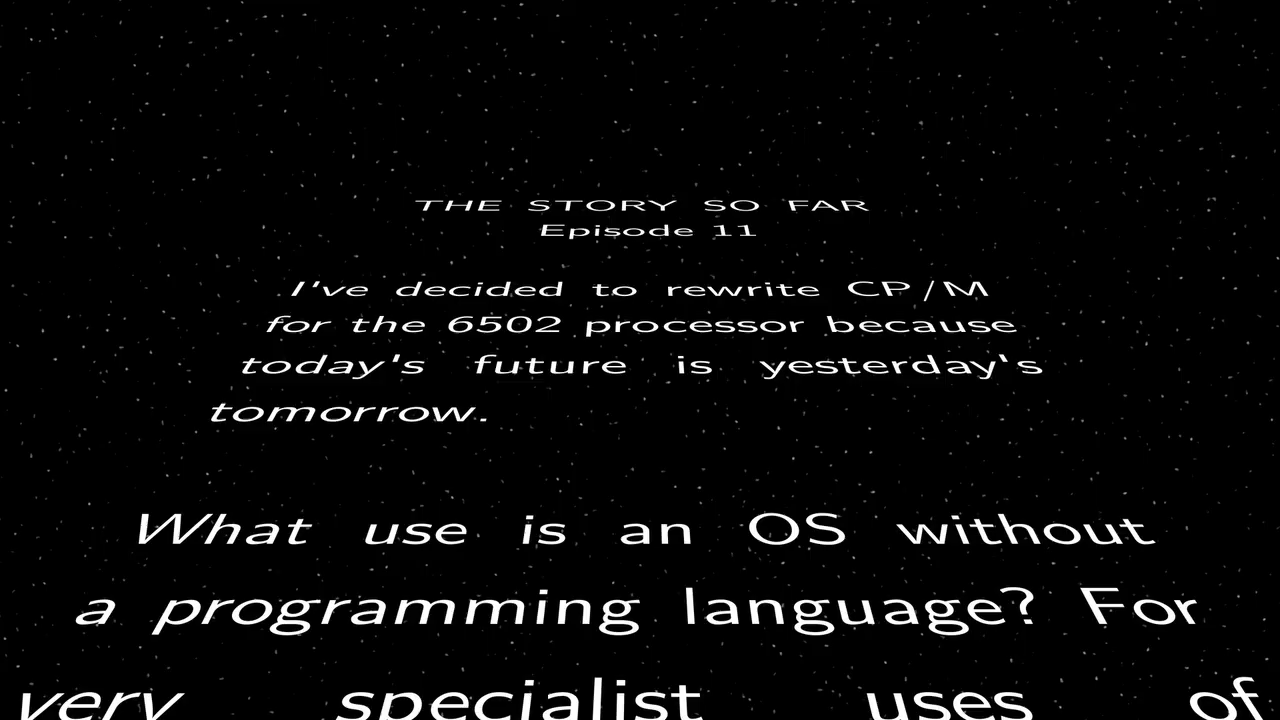 THE STORY SO FAR
Episode 11
I've decided to rewrite CP/M
for the 6502 processor because
today's future is yesterday's
tomorrow.
What use is an OS without
a programming language? For
very specialist uses of